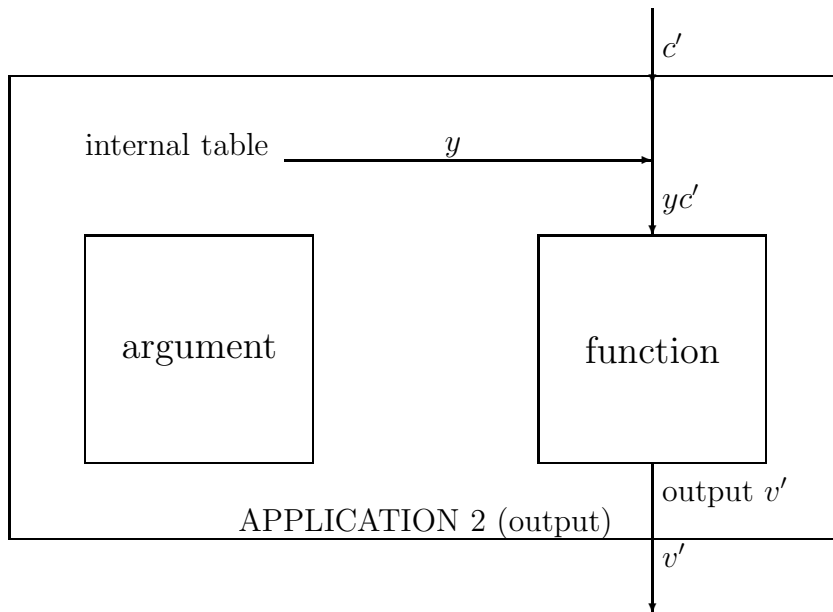 c′
internal table
y
yc′
argument
function
output v′
APPLICATION 2 (output)
v′